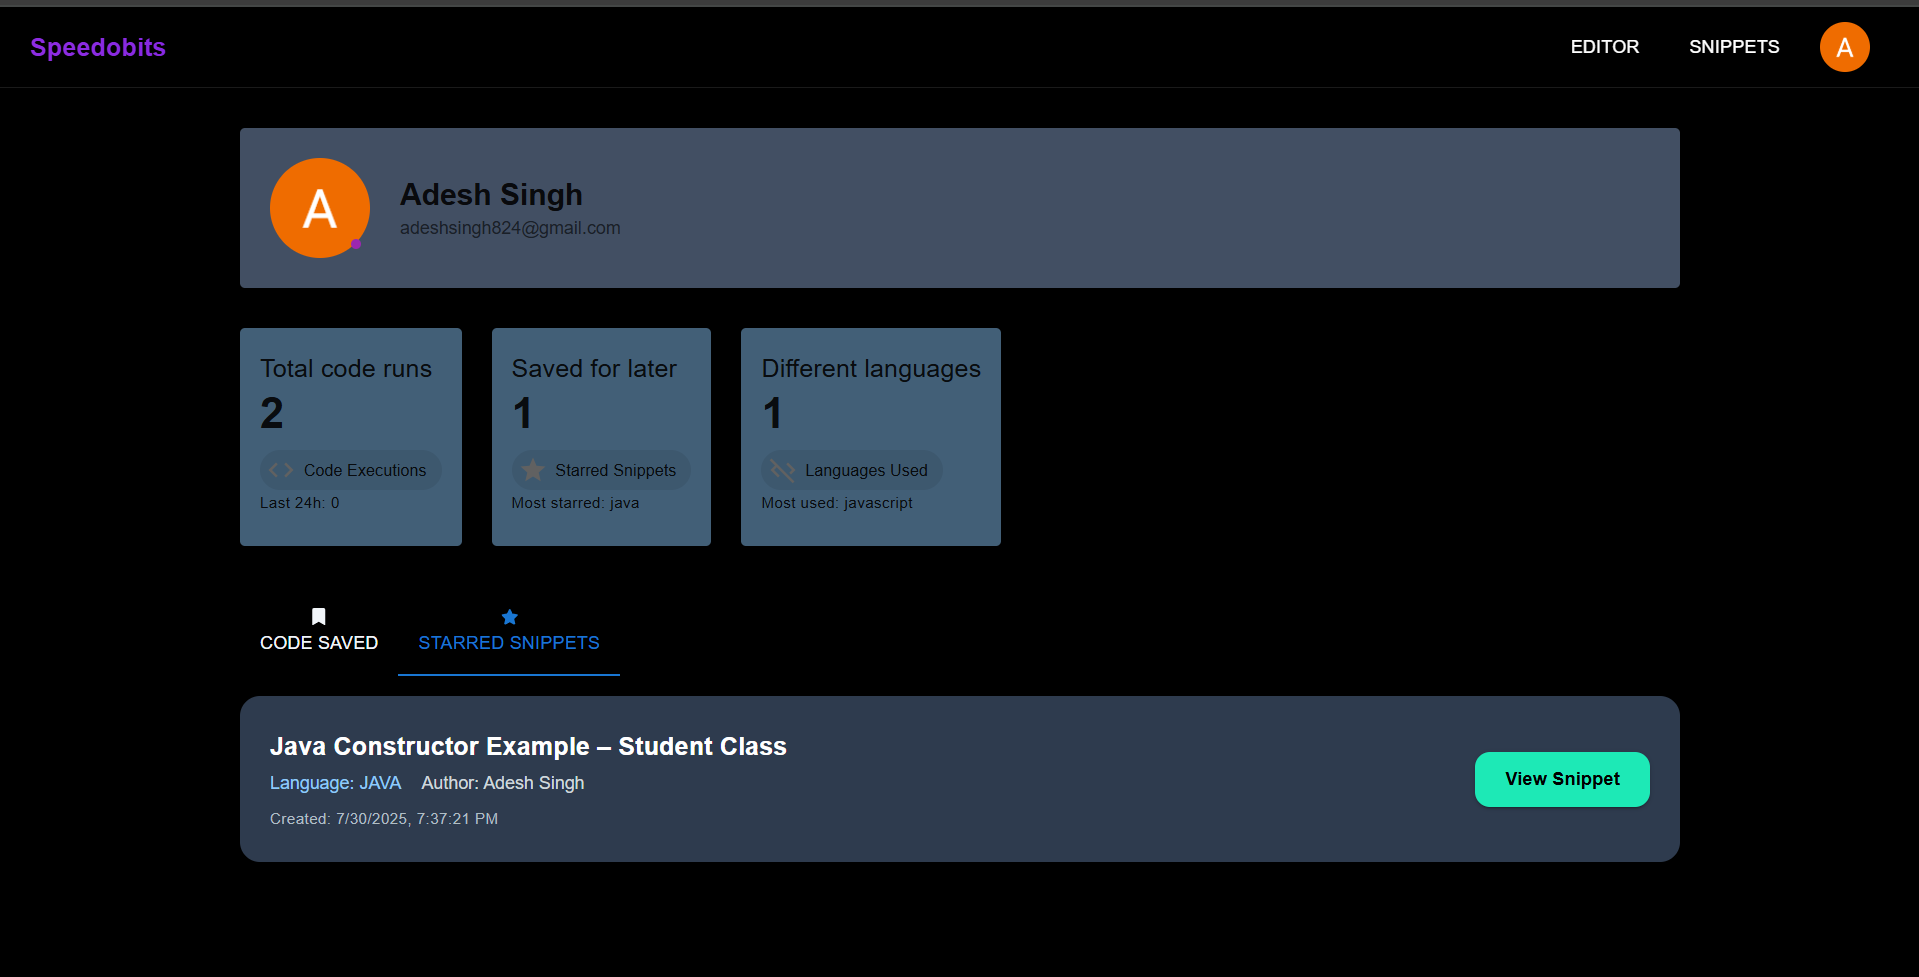 Speedobits
EDITOR
SNIPPETS
A
A
Adesh Singh
adeshsingh824@gmail.com
Total code runs
2
Code Executions
Last 24h: 0
Saved for later
1
Starred Snippets
Most starred: java
Different languages
1
Languages Used
Most used: javascript
CODE SAVED
STARRED SNIPPETS
Java Constructor Example – Student Class
Language: JAVA Author: Adesh Singh
Created: 7/30/2025, 7:37:21 PM
View Snippet